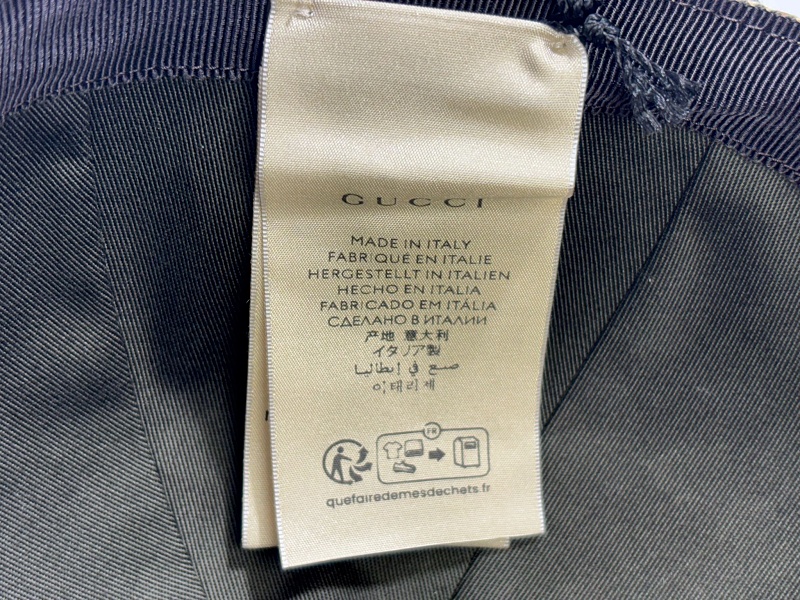 GUCCI
MADE IN ITALY
FABRIQUÉ EN ITALIE
HERGESTELLT IN ITALIEN
HECHO EN ITALIA
FABRICADO EM ITÁLIA
СДЕЛАНО В ИТАЛИИ
产地 意大利
イタリア製
صنع في إيطاليا
이태리제
FR
quefairedemesdechets.fr